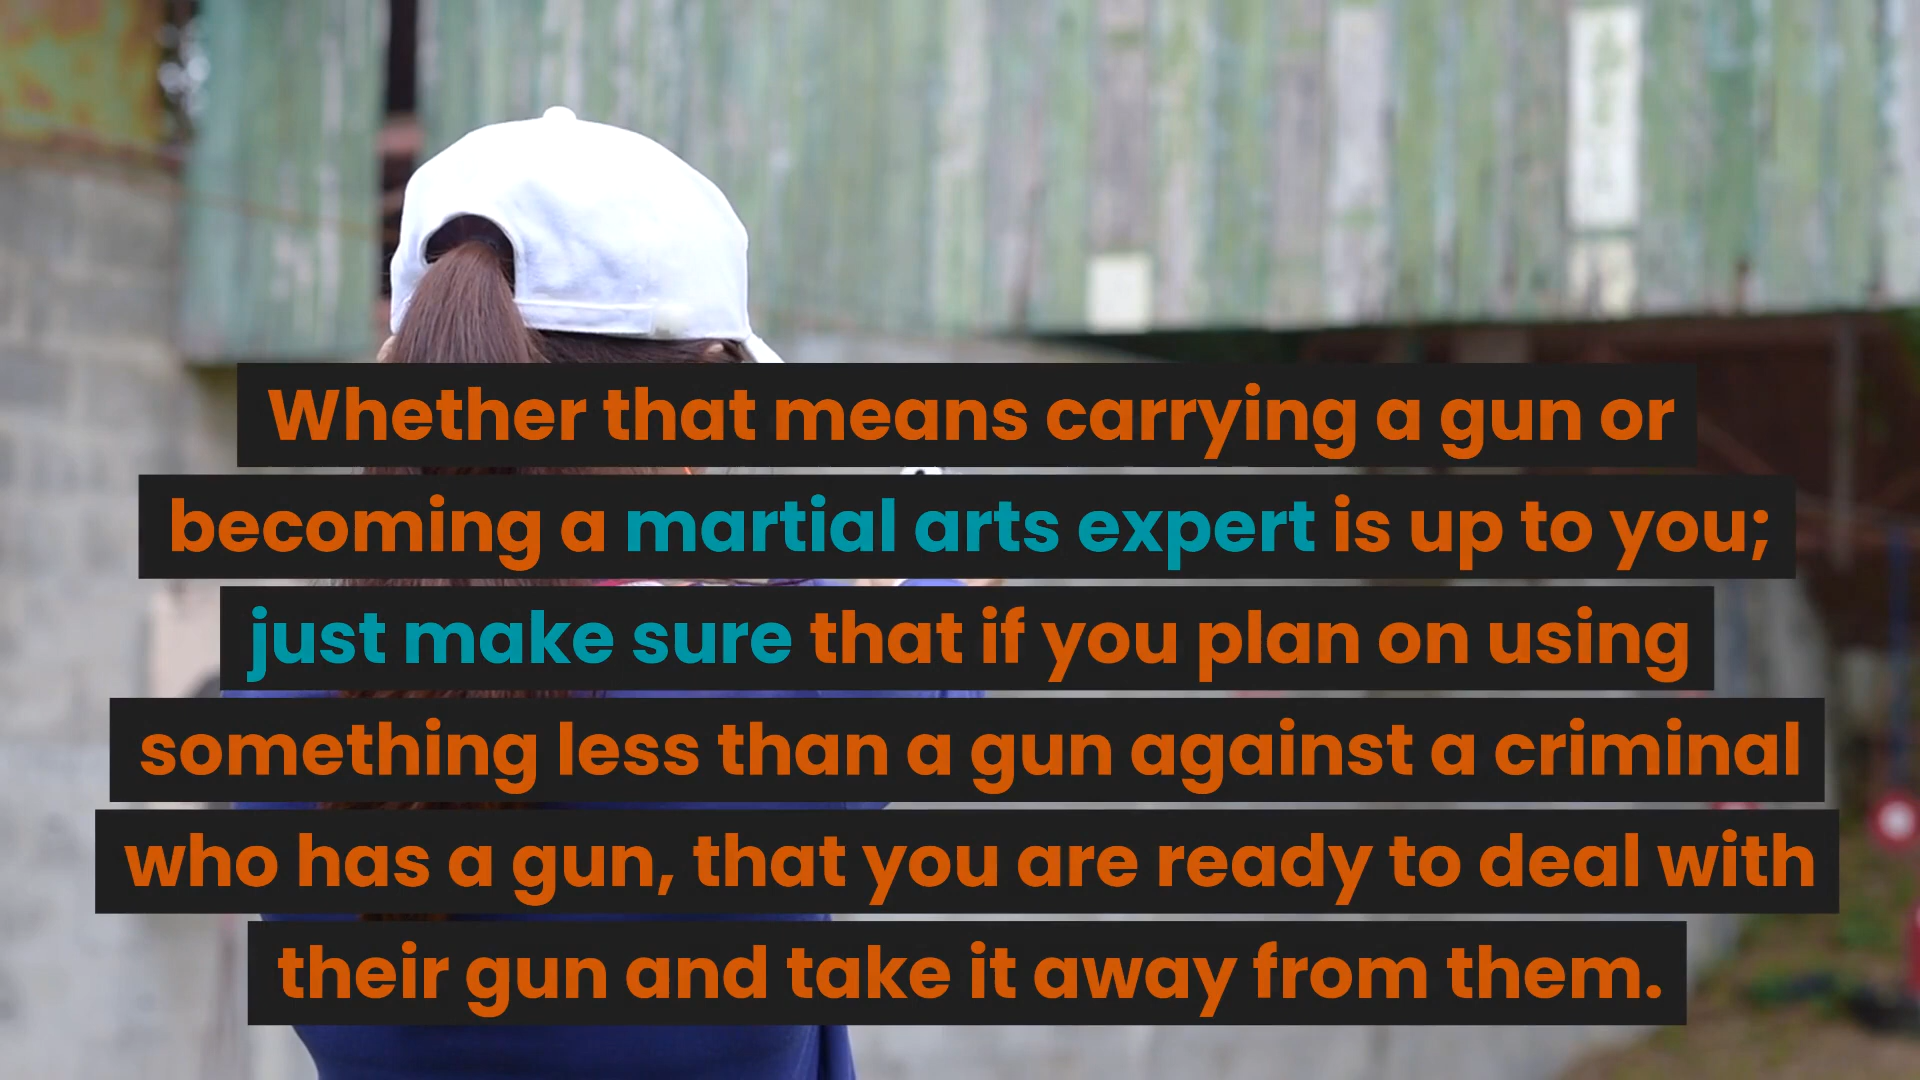 Whether that means carrying a gun or
becoming a martial arts expert is up to you;
just make sure that if you plan on using
something less than a gun against a criminal
who has a gun, that you are ready to deal with
their gun and take it away from them.